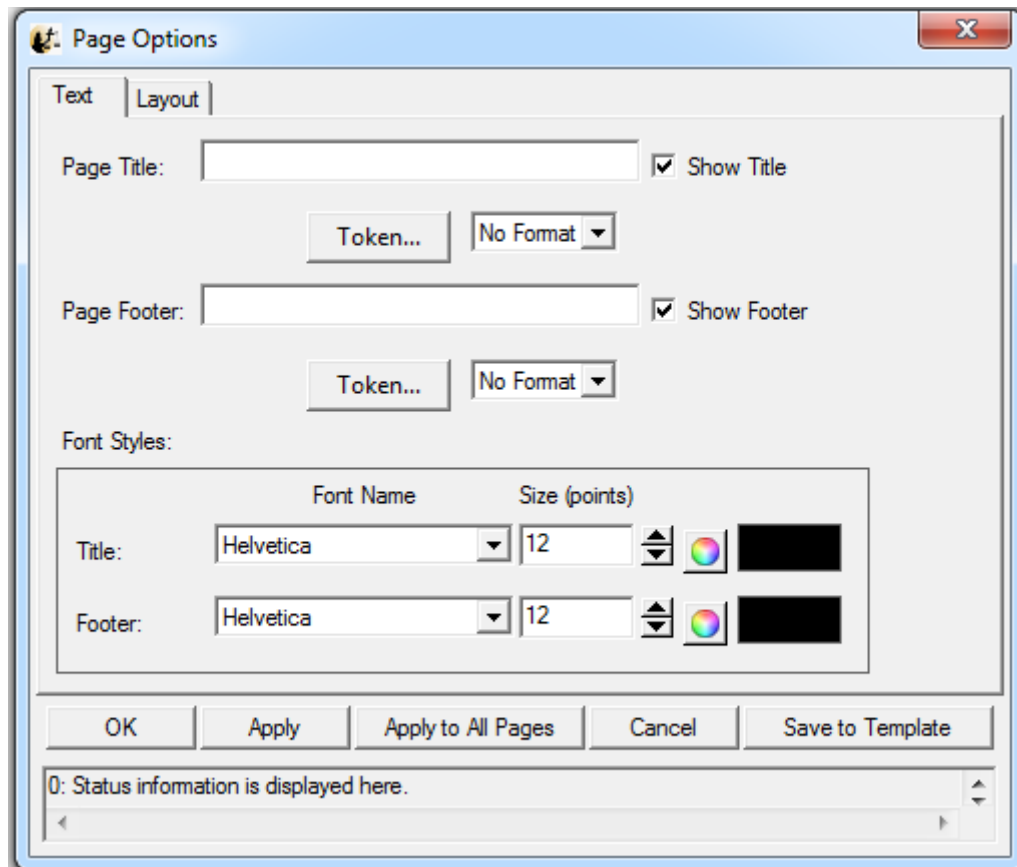 Page Options
Text Layout
Page Title: Show Title
Token... No Format
Page Footer: Show Footer
Token... No Format
Font Styles:
Font Name Size (points)
Title: Helvetica 12
Footer: Helvetica 12
OK Apply Apply to All Pages Cancel Save to Template
0: Status information is displayed here.